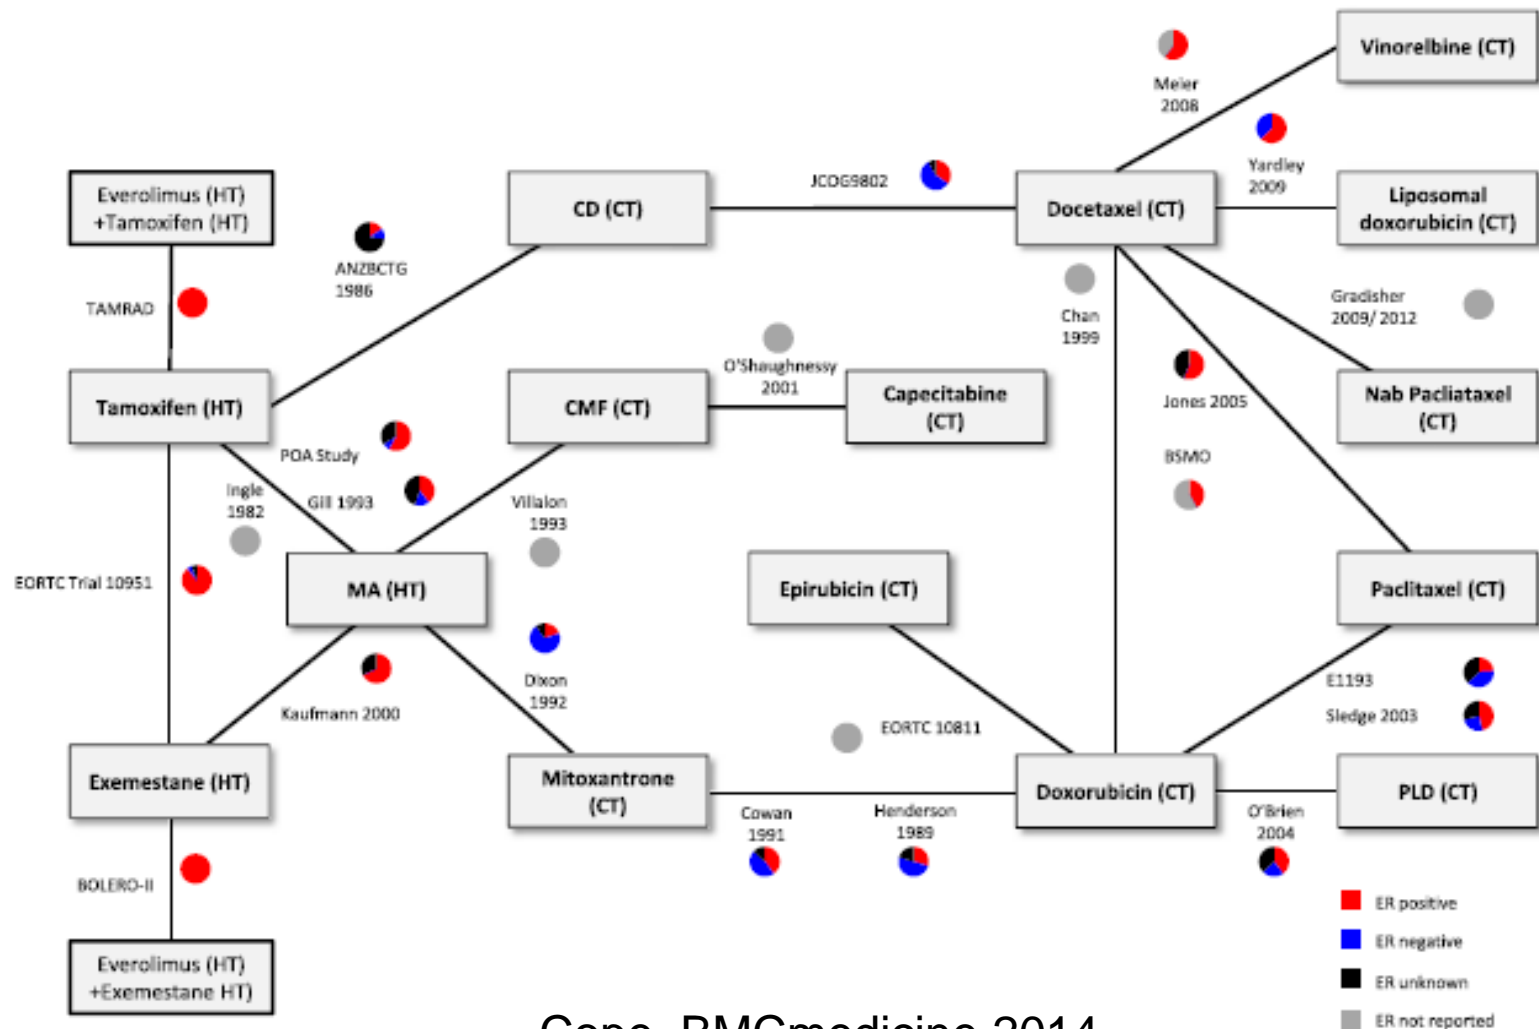 Vinorelbine (CT)
Meier
2008
Yardley
2009
JCOG9802
Everolimus (HT)
+Tamoxifen (HT)
CD (CT)
Docetaxel (CT)
Liposomal
doxorubicin (CT)
ANZBCTG
1986
TAMRAD
Chan
1999
Gradisher
2009/ 2012
O'Shaughnessy
2001
Tamoxifen (HT)
CMF (CT)
Capecitabine
(CT)
Jones 2005
Nab Pacliataxel
(CT)
POA Study
BSMO
Ingle
1982
Gill 1993
Villalon
1993
EORTC Trial 10951
MA (HT)
Epirubicin (CT)
Paclitaxel (CT)
Dixon
1992
E1193
Kaufmann 2000
Sledge 2003
EORTC 10811
Exemestane (HT)
Mitoxantrone
(CT)
Doxorubicin (CT)
PLD (CT)
Cowan
1991
Henderson
1989
O'Brien
2004
BOLERO-II
ER positive
ER negative
Everolimus (HT)
+Exemestane HT)
ER unknown
ER not reported
Cope, BMCmedicine 2014